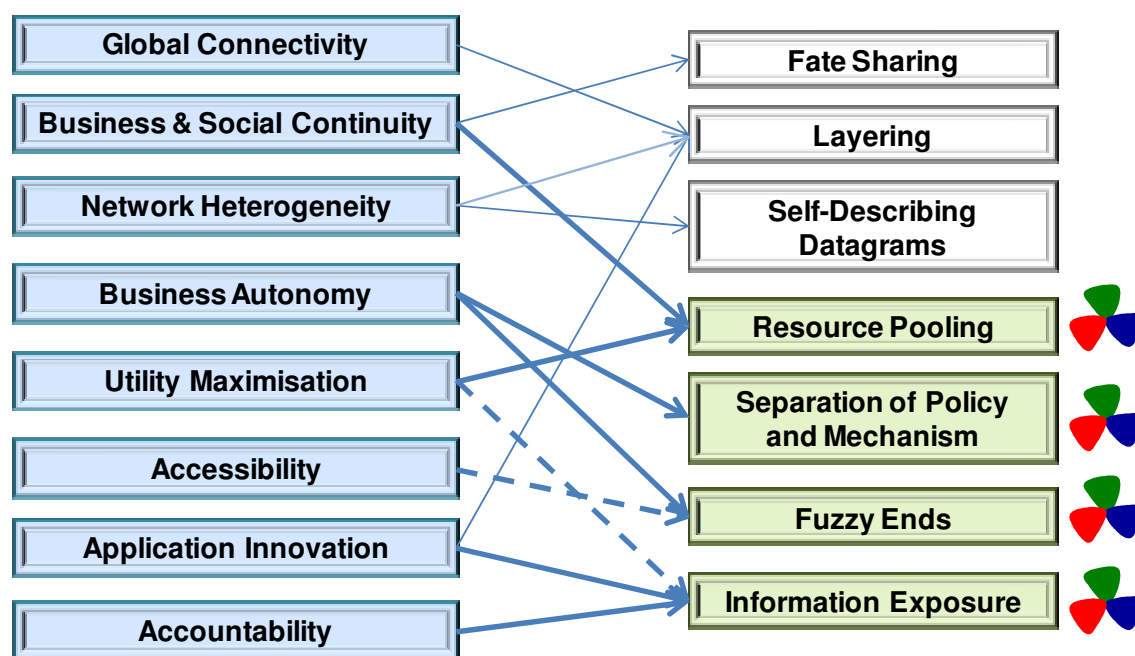 Global Connectivity
Business & Social Continuity
Network Heterogeneity
Business Autonomy
Utility Maximisation
Accessibility
Application Innovation
Accountability
Fate Sharing
Layering
Self-Describing
Datagrams
Resource Pooling
Separation of Policy
and Mechanism
Fuzzy Ends
Information Exposure